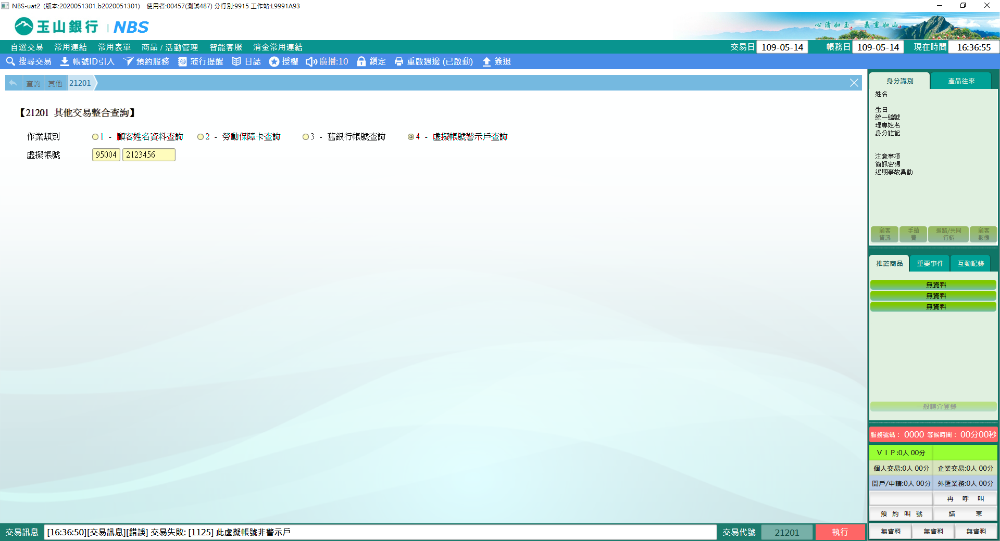 NBS-uat2 (版本:2020051301.b2020051301) 使用者:00457(測試487) 分行別:9915 工作站:L9991A93
玉山銀行 | NBS
心清如玉 義重如山
自選交易 常用連結 常用表單 商品 / 活動管理 智能客服 消金常用連結 交易日 109-05-14 帳務日 109-05-14 現在時間 16:36:55
搜尋交易 帳號ID引入 預約服務 蒞行提醒 日誌 授權 廣播:10 鎖定 重啟週邊 (已啟動) 簽退
查詢 其他 21201
【21201 其他交易整合查詢】
作業類別 1 - 顧客姓名資料查詢 2 - 勞動保障卡查詢 3 - 舊銀行帳號查詢 4 - 虛擬帳號警示戶查詢
虛擬帳號 95004 2123456
身分識別 產品往來
姓名
生日
統一編號
理專姓名
身分註記
注意事項
簡訊密碼
近期事故異動
顧客資訊 手續費 通路/共同行銷 顧客影像
推薦商品 重要事件 互動記錄
無資料
無資料
無資料
一般轉介登錄
服務號碼： 0000 等候時間： 00分00秒
ＶＩＰ:0人 00分
個人交易:0人 00分 企業交易:0人 00分
開戶/申請:0人 00分 外匯業務:0人 00分
再 呼 叫
預 約 叫 號 結 束
無資料 無資料 無資料
交易訊息 [16:36:50][交易訊息][錯誤] 交易失敗: [1125] 此虛擬帳號非警示戶 交易代號 21201 執行